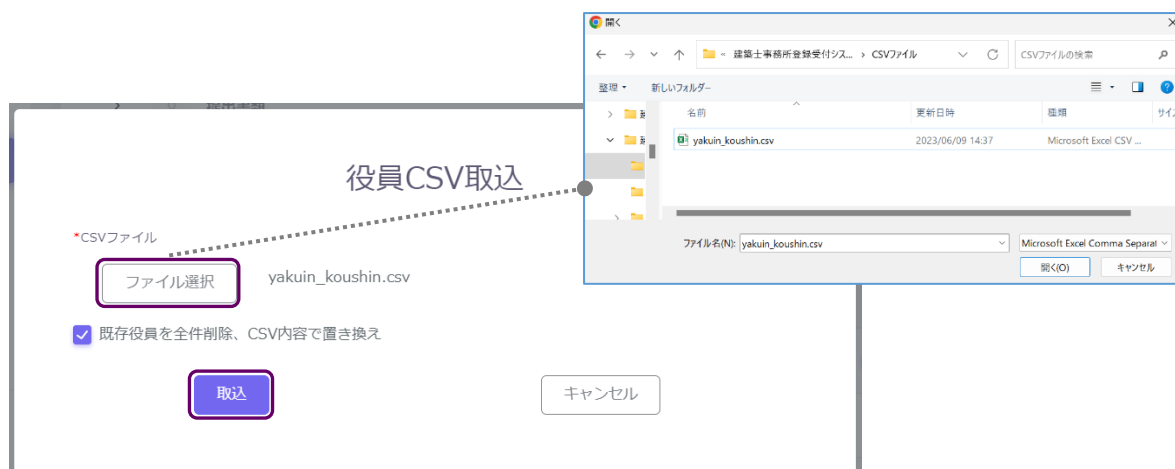 開く
建築士事務所登録受付シス... › CSVファイル
CSVファイルの検索
整理
新しいフォルダー
名前
更新日時
種類
yakuin_koushin.csv
2023/06/09 14:37
Microsoft Excel CSV ...
ファイル名(N):
yakuin_koushin.csv
Microsoft Excel Comma Separat
開く(O)
キャンセル
役員CSV取込
*CSVファイル
ファイル選択
yakuin_koushin.csv
既存役員を全件削除、CSV内容で置き換え
取込
キャンセル